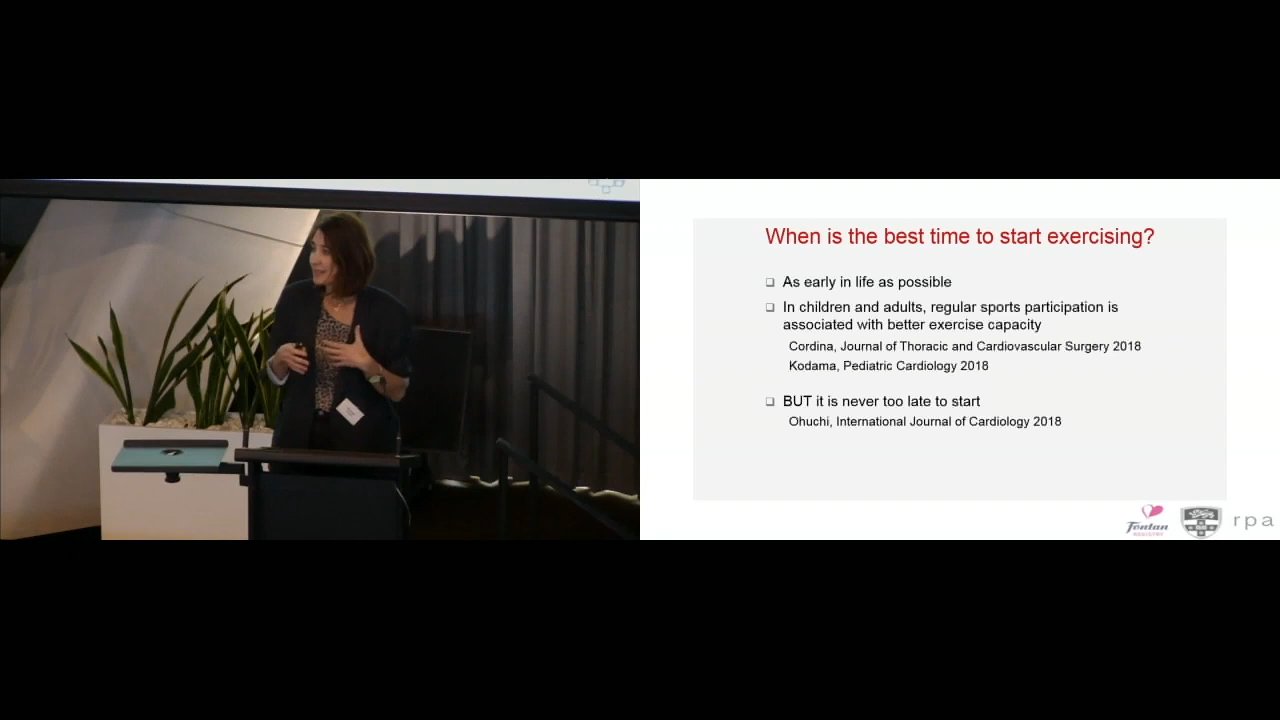 When is the best time to start exercising?
❑ As early in life as possible
❑ In children and adults, regular sports participation is
associated with better exercise capacity
Cordina, Journal of Thoracic and Cardiovascular Surgery 2018
Kodama, Pediatric Cardiology 2018
❑ BUT it is never too late to start
Ohuchi, International Journal of Cardiology 2018
Fontan
REGISTRY
rpa